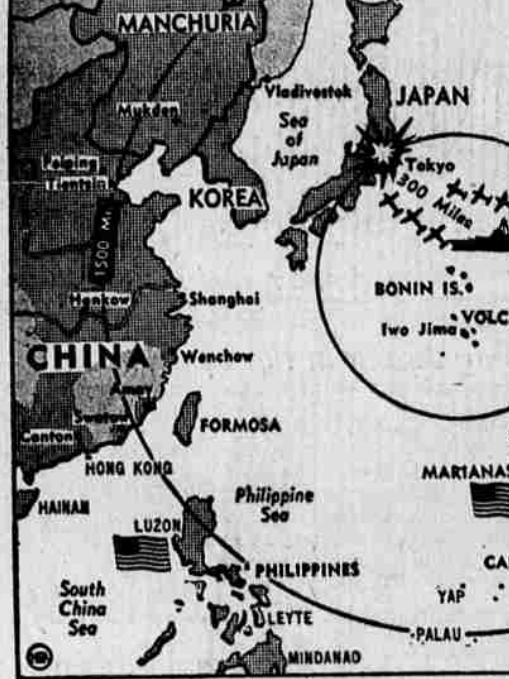 MANCHURIA
Vladivostok
JAPAN
Mukden
Sea
of
Japan
Peiping
Tientsin
Tokyo
300 Miles
KOREA
1500 Mi.
BONIN IS.
Hankow
Shanghai
VOLC
Iwo Jima
CHINA
Wenchow
Amoy
Swatow
FORMOSA
Canton
HONG KONG
MARIANAS
HAINAN
Philippine
Sea
LUZON
PHILIPPINES
CA
South
China
Sea
YAP
LEYTE
PALAU
MINDANAO